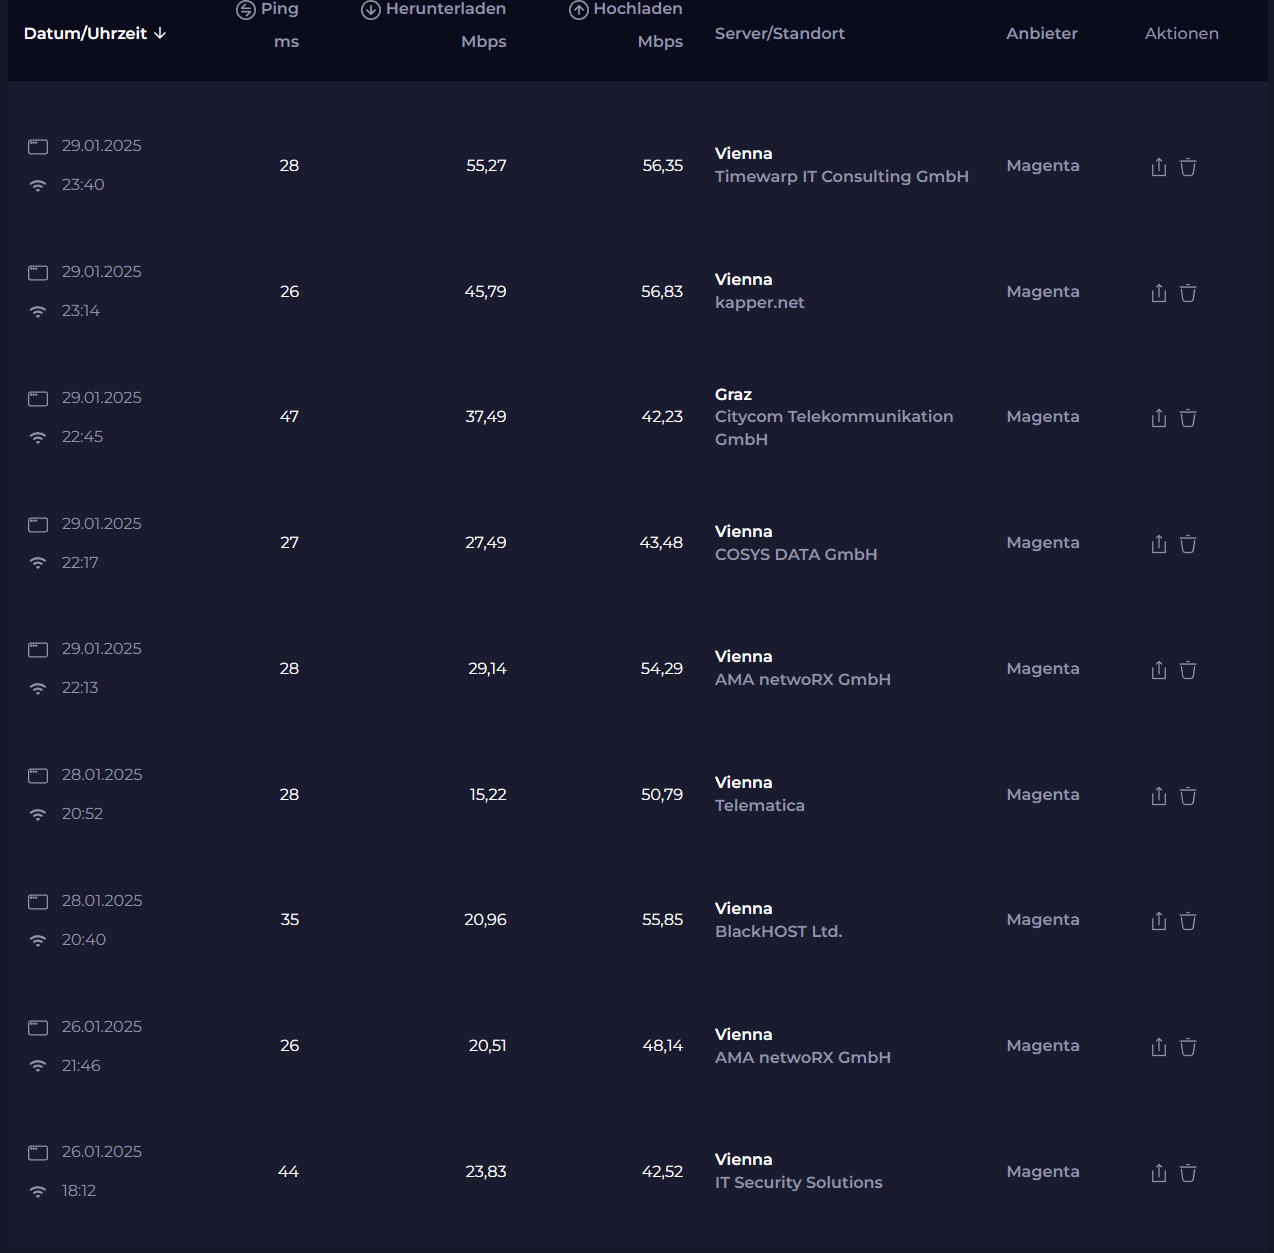 Datum/Uhrzeit ↓
Ping
ms
Herunterladen
Mbps
Hochladen
Mbps
Server/Standort
Anbieter
Aktionen
29.01.2025
23:40
28
55,27
56,35
Vienna
Timewarp IT Consulting GmbH
Magenta
29.01.2025
23:14
26
45,79
56,83
Vienna
kapper.net
Magenta
29.01.2025
22:45
47
37,49
42,23
Graz
Citycom Telekommunikation
GmbH
Magenta
29.01.2025
22:17
27
27,49
43,48
Vienna
COSYS DATA GmbH
Magenta
29.01.2025
22:13
28
29,14
54,29
Vienna
AMA netwoRX GmbH
Magenta
28.01.2025
20:52
28
15,22
50,79
Vienna
Telematica
Magenta
28.01.2025
20:40
35
20,96
55,85
Vienna
BlackHOST Ltd.
Magenta
26.01.2025
21:46
26
20,51
48,14
Vienna
AMA netwoRX GmbH
Magenta
26.01.2025
18:12
44
23,83
42,52
Vienna
IT Security Solutions
Magenta